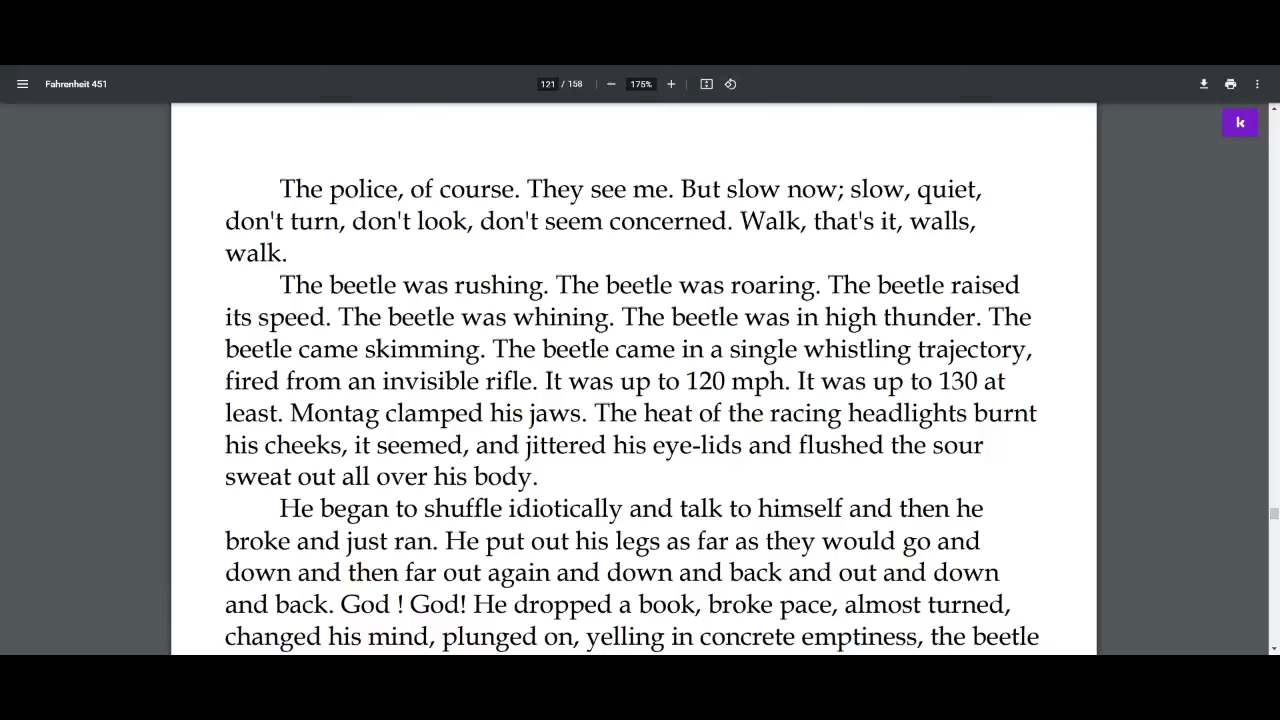 Fahrenheit 451
121 / 158
175%
k
The police, of course. They see me. But slow now; slow, quiet,
don't turn, don't look, don't seem concerned. Walk, that's it, walls,
walk.
The beetle was rushing. The beetle was roaring. The beetle raised
its speed. The beetle was whining. The beetle was in high thunder. The
beetle came skimming. The beetle came in a single whistling trajectory,
fired from an invisible rifle. It was up to 120 mph. It was up to 130 at
least. Montag clamped his jaws. The heat of the racing headlights burnt
his cheeks, it seemed, and jittered his eye-lids and flushed the sour
sweat out all over his body.
He began to shuffle idiotically and talk to himself and then he
broke and just ran. He put out his legs as far as they would go and
down and then far out again and down and back and out and down
and back. God ! God! He dropped a book, broke pace, almost turned,
changed his mind, plunged on, yelling in concrete emptiness, the beetle